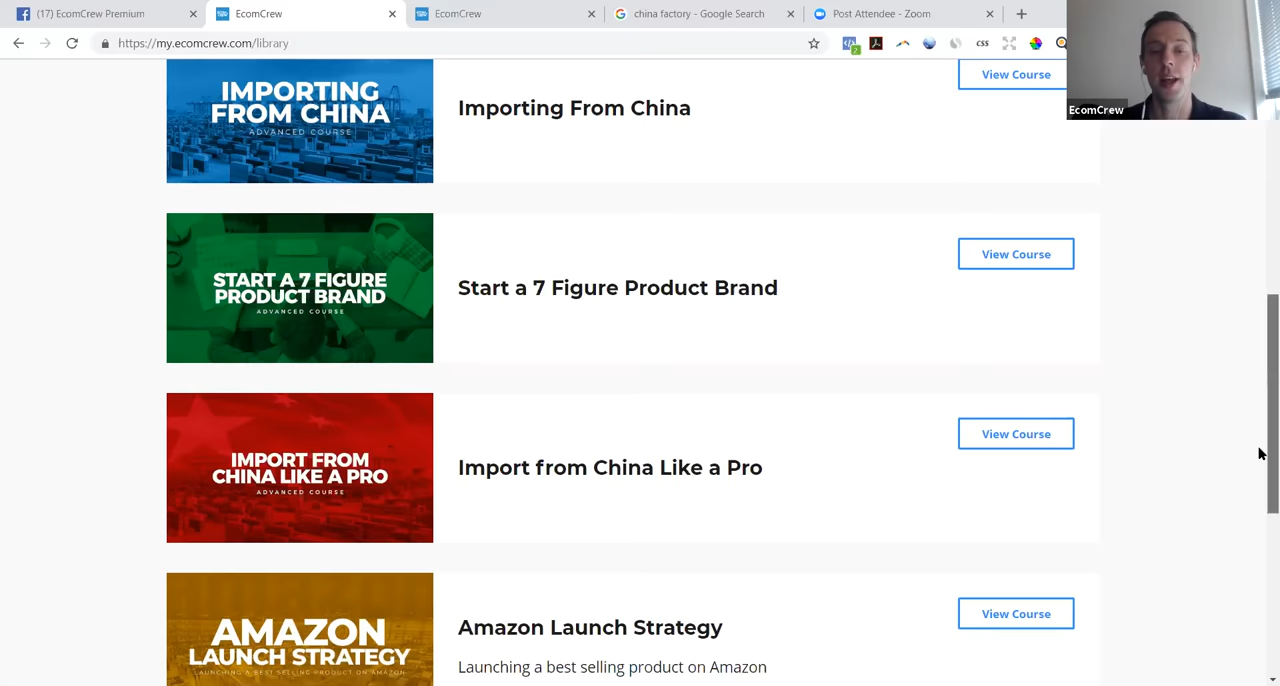 (17) EcomCrew Premium
EcomCrew
EcomCrew
china factory - Google Search
Post Attendee - Zoom
https://my.ecomcrew.com/library
2
CSS
EcomCrew
IMPORTING
FROM CHINA
ADVANCED COURSE
Importing From China
View Course
START A 7 FIGURE
PRODUCT BRAND
ADVANCED COURSE
Start a 7 Figure Product Brand
View Course
IMPORT FROM
CHINA LIKE A PRO
ADVANCED COURSE
Import from China Like a Pro
View Course
AMAZON
LAUNCH STRATEGY
LAUNCHING A BEST SELLING PRODUCT ON AMAZON
Amazon Launch Strategy
Launching a best selling product on Amazon
View Course